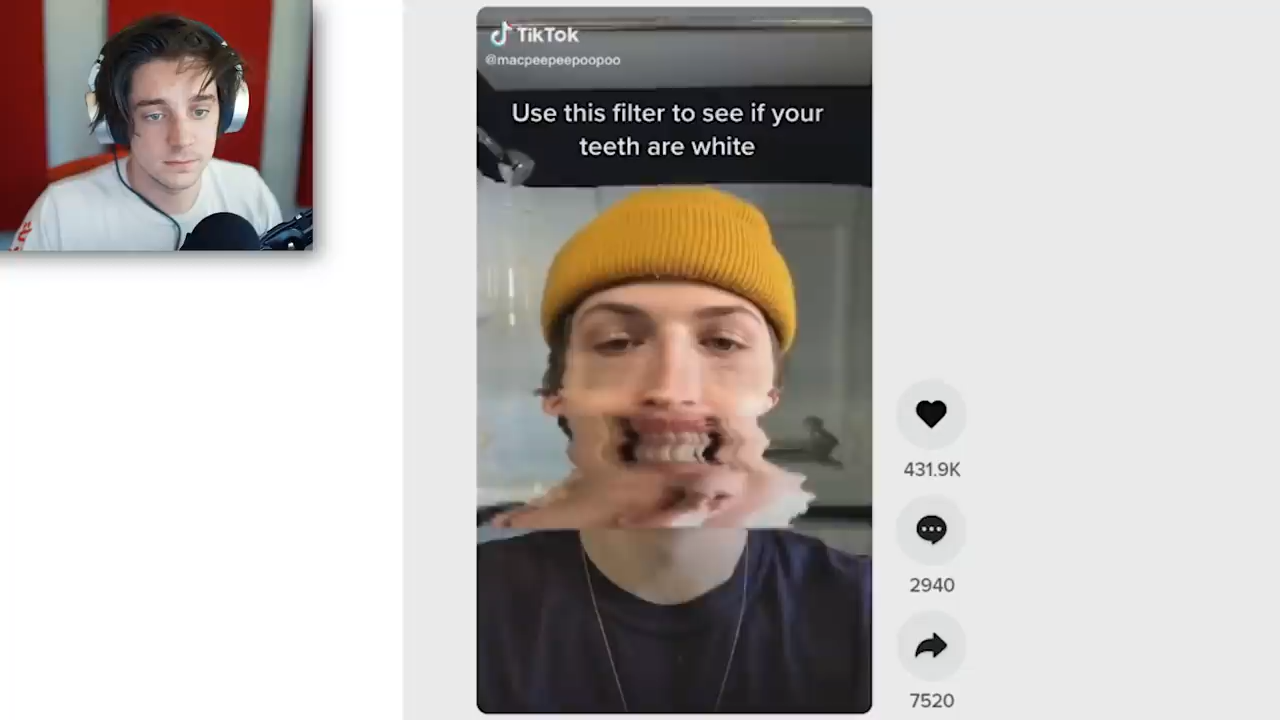 TikTok
@macpeepeepoopoo
Use this filter to see if your
teeth are white
431.9K
2940
7520